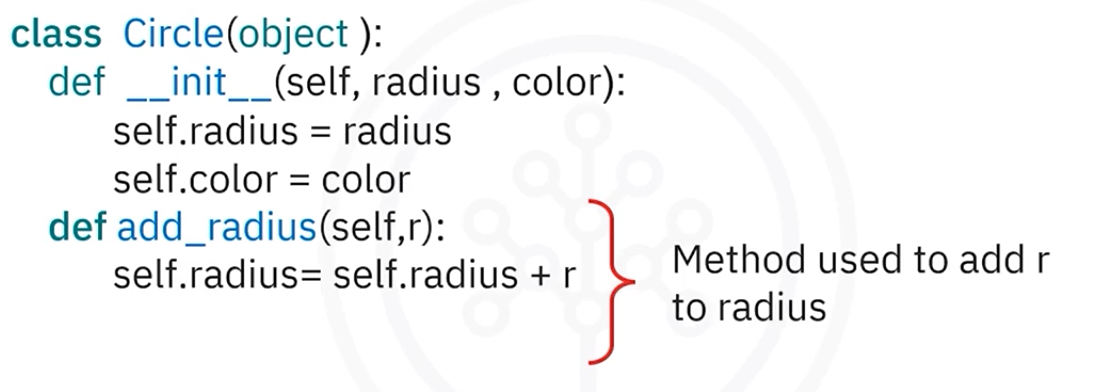 class Circle(object ):
def __init__(self, radius , color):
self.radius = radius
self.color = color
def add_radius(self,r):
self.radius= self.radius + r
Method used to add r
to radius